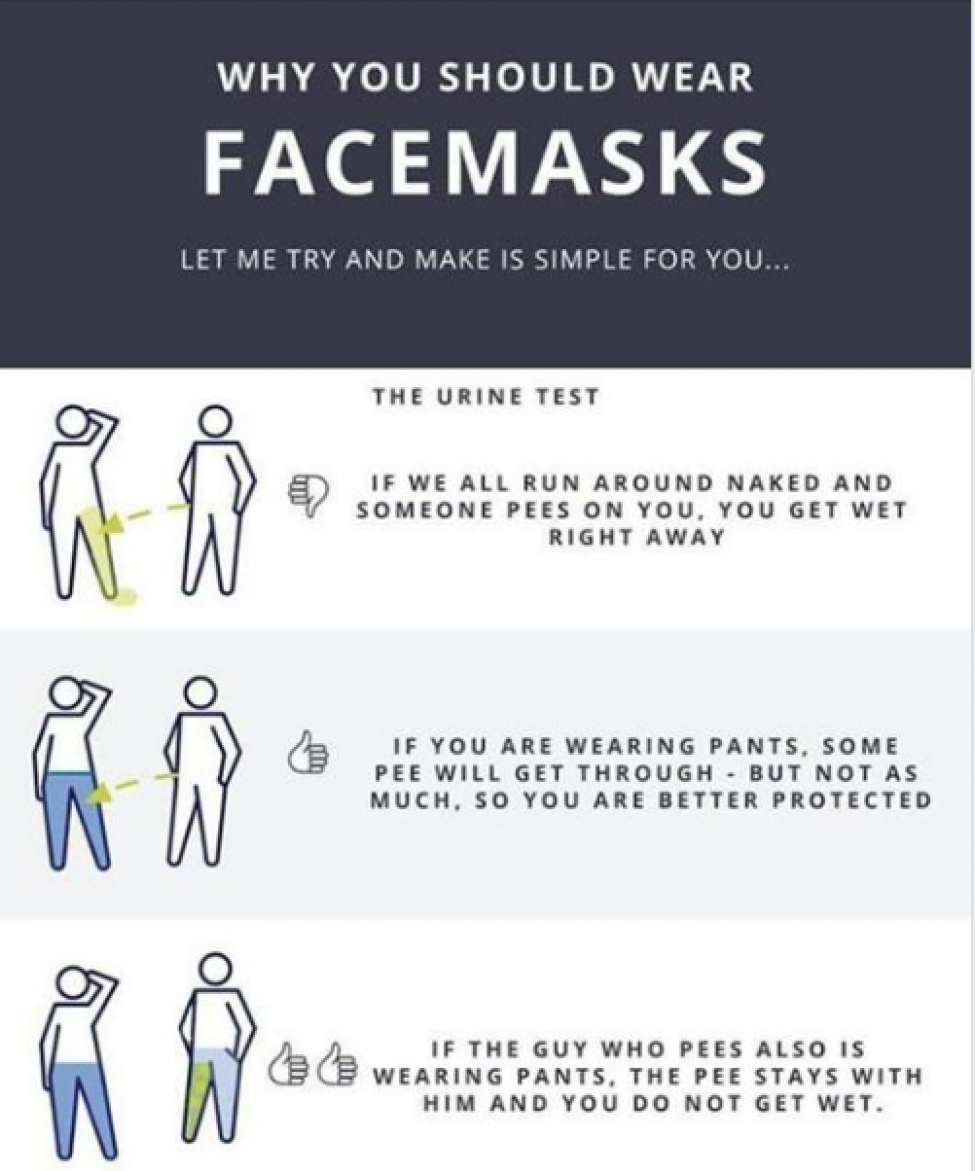 WHY YOU SHOULD WEAR
FACEMASKS
LET ME TRY AND MAKE IS SIMPLE FOR YOU...
THE URINE TEST
IF WE ALL RUN AROUND NAKED AND
SOMEONE PEES ON YOU, YOU GET WET
RIGHT AWAY
IF YOU ARE WEARING PANTS, SOME
PEE WILL GET THROUGH - BUT NOT AS
MUCH, SO YOU ARE BETTER PROTECTED
IF THE GUY WHO PEES ALSO IS
WEARING PANTS, THE PEE STAYS WITH
HIM AND YOU DO NOT GET WET.